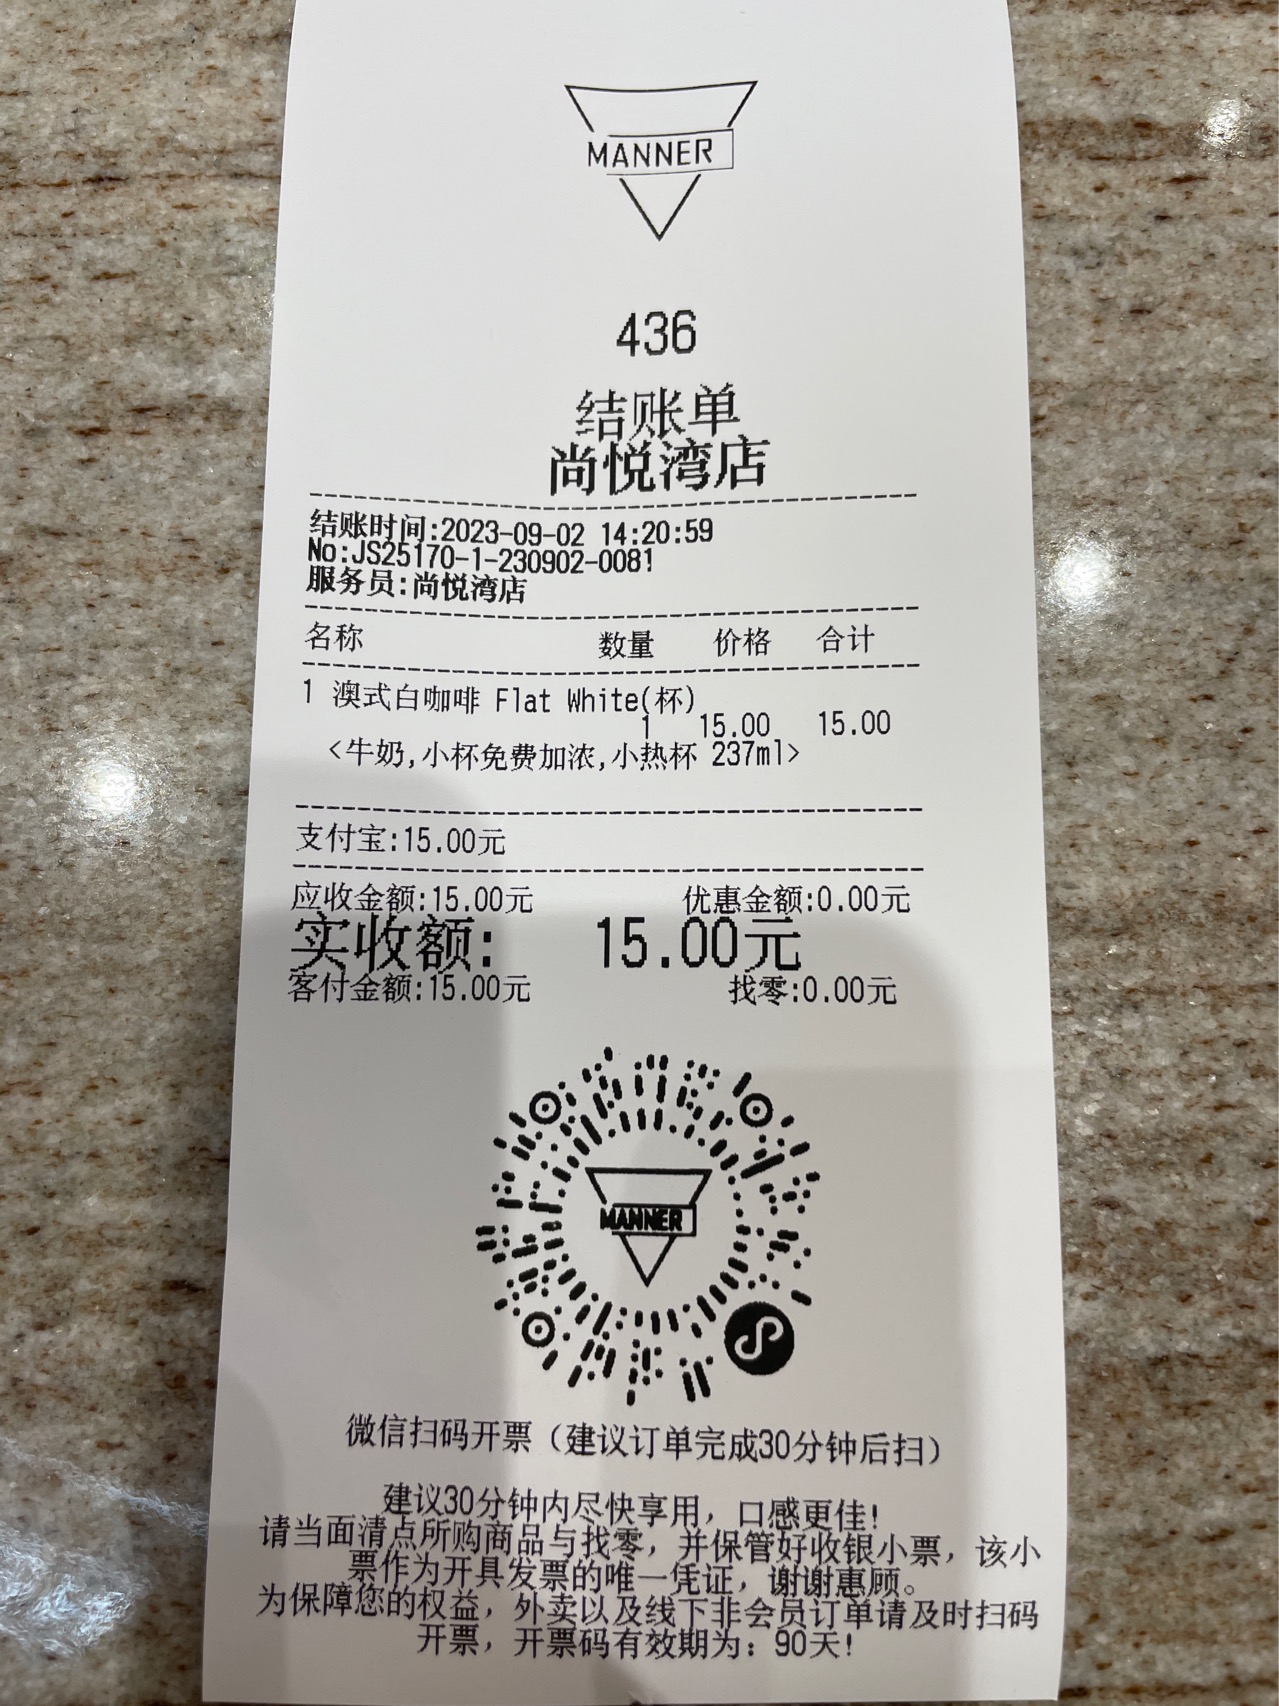 MANNER
436
结账单
尚悦湾店
结账时间:2023-09-02 14:20:59
No:JS25170-1-230902-0081
服务员:尚悦湾店
名称 数量 价格 合计
1 澳式白咖啡 Flat White(杯)
1 15.00 15.00
<牛奶,小杯免费加浓,小热杯 237ml>
支付宝:15.00元
应收金额:15.00元 优惠金额:0.00元
实收额: 15.00元
客付金额:15.00元 找零:0.00元
MANNER
微信扫码开票（建议订单完成30分钟后扫）
建议30分钟内尽快享用，口感更佳!
请当面清点所购商品与找零，并保管好收银小票，该小
票作为开具发票的唯一凭证，谢谢惠顾。
为保障您的权益，外卖以及线下非会员订单请及时扫码
开票，开票码有效期为：90天!